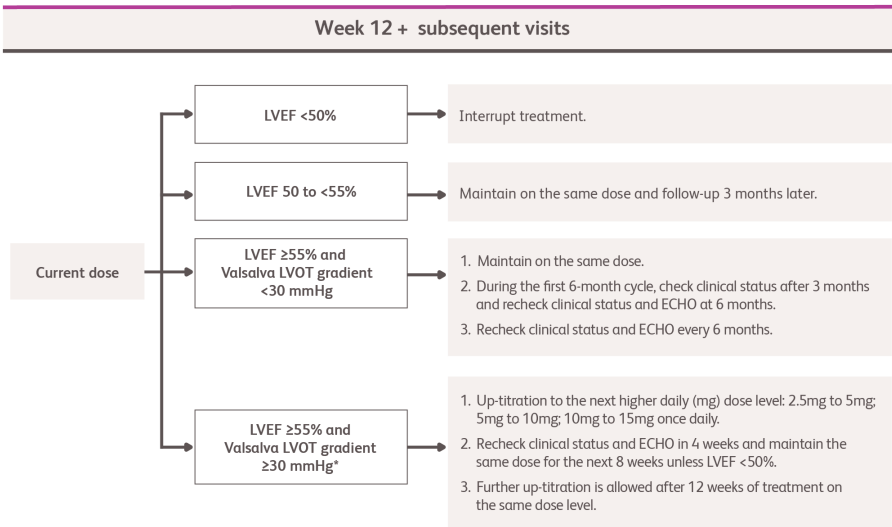 Week 12 + subsequent visits
LVEF <50%
Interrupt treatment.
LVEF 50 to <55%
Maintain on the same dose and follow-up 3 months later.
Current dose
LVEF ≥55% and
Valsalva LVOT gradient
<30 mmHg
1. Maintain on the same dose.
2. During the first 6-month cycle, check clinical status after 3 months
and recheck clinical status and ECHO at 6 months.
3. Recheck clinical status and ECHO every 6 months.
LVEF ≥55% and
Valsalva LVOT gradient
≥30 mmHg*
1. Up-titration to the next higher daily (mg) dose level: 2.5mg to 5mg;
5mg to 10mg; 10mg to 15mg once daily.
2. Recheck clinical status and ECHO in 4 weeks and maintain the
same dose for the next 8 weeks unless LVEF <50%.
3. Further up-titration is allowed after 12 weeks of treatment on
the same dose level.